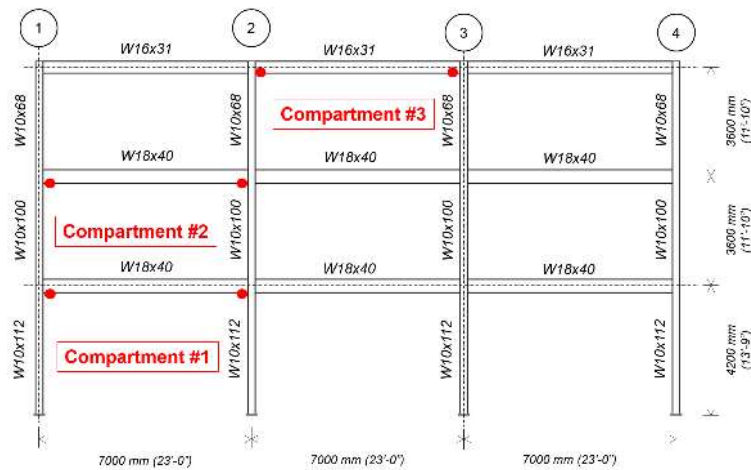 1 2 3 4
W16x31 W16x31 W16x31
W10x68 W10x68 W10x68 W10x68
Compartment #3
3600 mm
(11'-10")
W18x40 W18x40 W18x40
W10x100 W10x100 W10x100 W10x100
Compartment #2
3600 mm
(11'-10")
W18x40 W18x40 W18x40
W10x112 W10x112 W10x112 W10x112
Compartment #1
4200 mm
(13'-9")
7000 mm (23'-0") 7000 mm (23'-0") 7000 mm (23'-0")